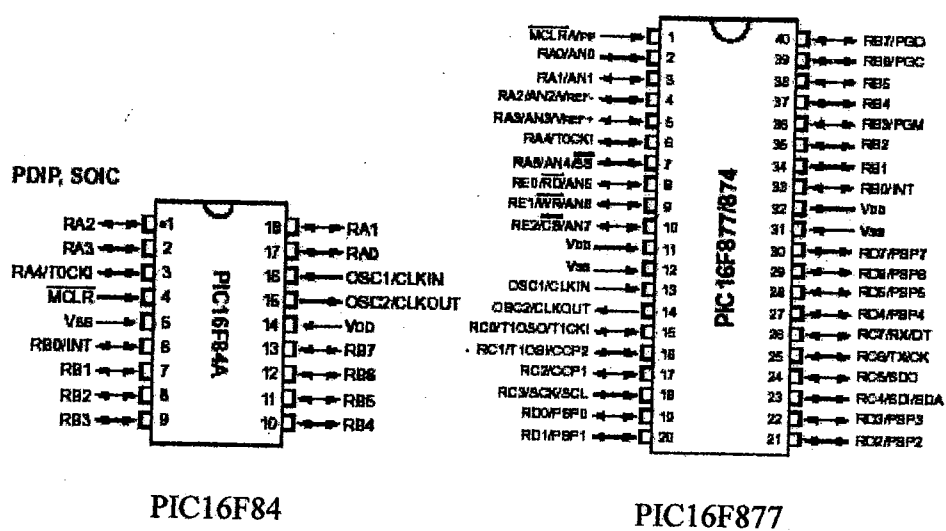 PDIP, SOIC
RA2 1 18 RA1
RA3 2 17 RA0
RA4/T0CKI 3 16 OSC1/CLKIN
MCLR 4 15 OSC2/CLKOUT
Vss 5 14 VDD
RB0/INT 6 13 RB7
RB1 7 12 RB6
RB2 8 11 RB5
RB3 9 10 RB4
PIC16F84A
PIC16F84
MCLR/VPP 1 40 RB7/PGD
RA0/AN0 2 39 RB6/PGC
RA1/AN1 3 38 RB5
RA2/AN2/VREF- 4 37 RB4
RA3/AN3/VREF+ 5 36 RB3/PGM
RA4/T0CKI 6 35 RB2
RA5/AN4/SS 7 34 RB1
RE0/RD/AN5 8 33 RB0/INT
RE1/WR/AN6 9 32 VDD
RE2/CS/AN7 10 31 Vss
VDD 11 30 RD7/PSP7
Vss 12 29 RD6/PSP6
OSC1/CLKIN 13 28 RD5/PSP5
OSC2/CLKOUT 14 27 RD4/PSP4
RC0/T1OSO/T1CKI 15 26 RC7/RX/DT
RC1/T1OSI/CCP2 16 25 RC6/TX/CK
RC2/CCP1 17 24 RC5/SDO
RC3/SCK/SCL 18 23 RC4/SDI/SDA
RD0/PSP0 19 22 RD3/PSP3
RD1/PSP1 20 21 RD2/PSP2
PIC16F877/874
PIC16F877